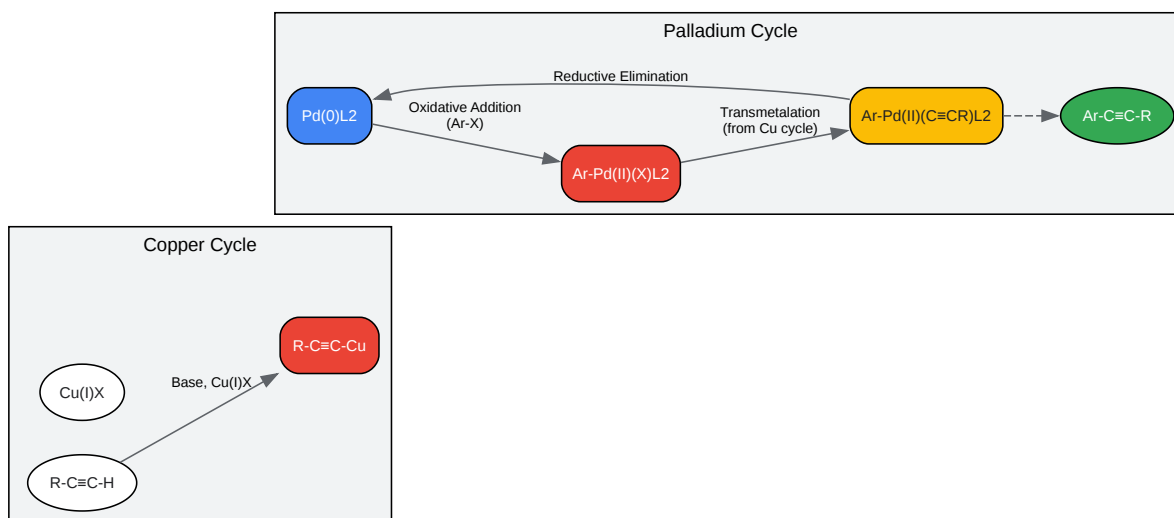 Palladium Cycle
Reductive Elimination
Pd(0)L2
Oxidative Addition
(Ar-X)
Ar-Pd(II)(X)L2
Transmetalation
(from Cu cycle)
Ar-Pd(II)(C≡CR)L2
Ar-C≡C-R
Copper Cycle
R-C≡C-Cu
Base, Cu(I)X
Cu(I)X
R-C≡C-H